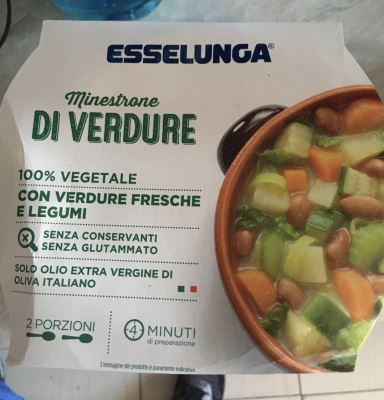 ESSELUNGA®
Minestrone
DI VERDURE
100% VEGETALE
CON VERDURE FRESCHE
E LEGUMI
SENZA CONSERVANTI
SENZA GLUTAMMATO
SOLO OLIO EXTRA VERGINE DI
OLIVA ITALIANO
2 PORZIONI
4 MINUTI
di preparazione
L'immagine del prodotto è puramente indicativa